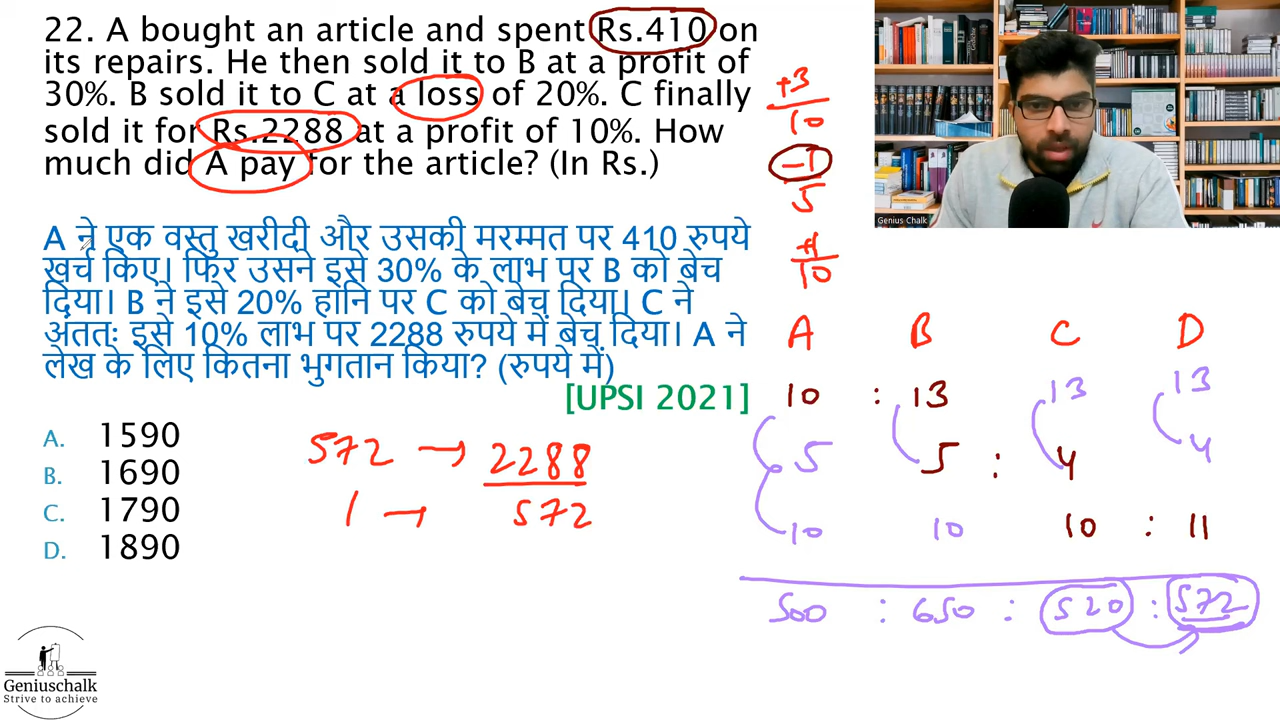 22. A bought an article and spent Rs.410 on
its repairs. He then sold it to B at a profit of
30%. B sold it to C at a loss of 20%. C finally
sold it for Rs.2288 at a profit of 10%. How
much did A pay for the article? (In Rs.)
A ने एक वस्तु खरीदी और उसकी मरम्मत पर 410 रुपये
खर्च किए। फिर उसने इसे 30% के लाभ पर B को बेच
दिया। B ने इसे 20% हानि पर C को बेच दिया। C ने
अंततः इसे 10% लाभ पर 2288 रुपये में बेच दिया। A ने
लेख के लिए कितना भुगतान किया? (रुपये में)
[UPSI 2021]
A. 1590
B. 1690
C. 1790
D. 1890
572 → 2288
1 → 572
+3
10
-1
5
+1
10
A B C D
10 : 13 13 13
5 5 : 4 4
10 10 10 : 11
500 : 650 : 520 : 572
Genius Chalk
Geniuschalk
Strive to achieve